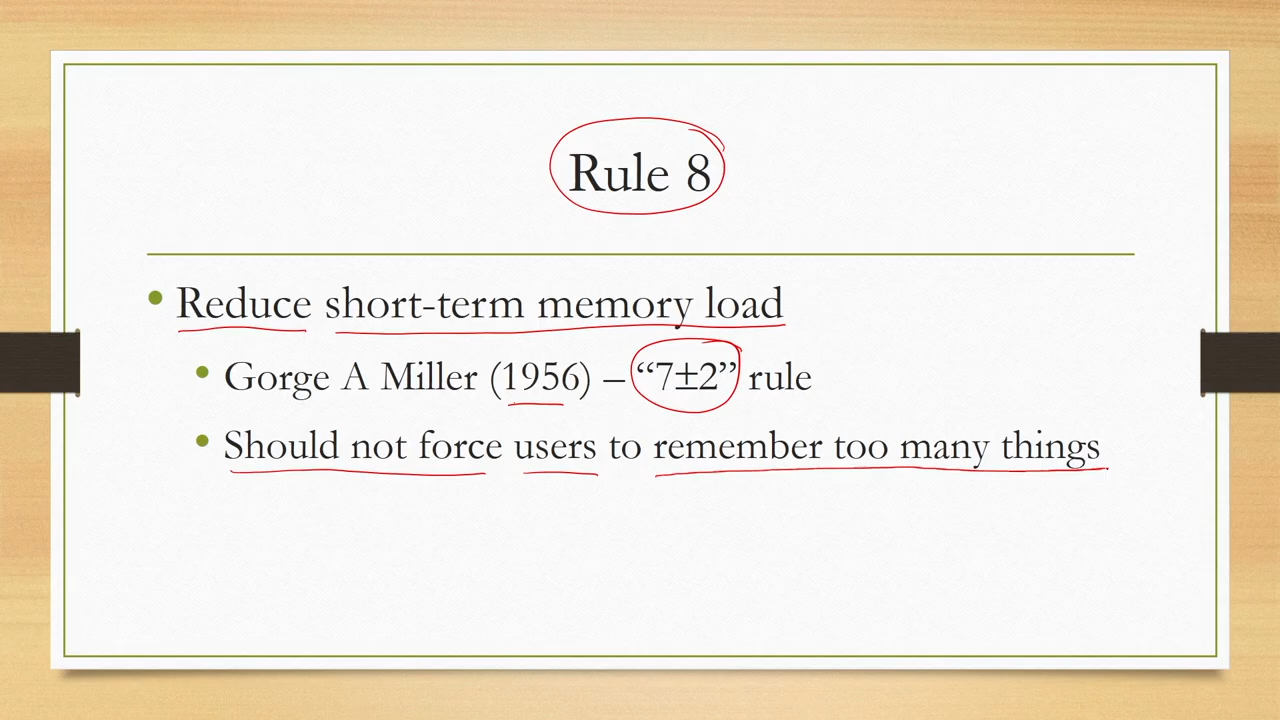 Rule 8
• Reduce short-term memory load
• Gorge A Miller (1956) – “7±2” rule
• Should not force users to remember too many things